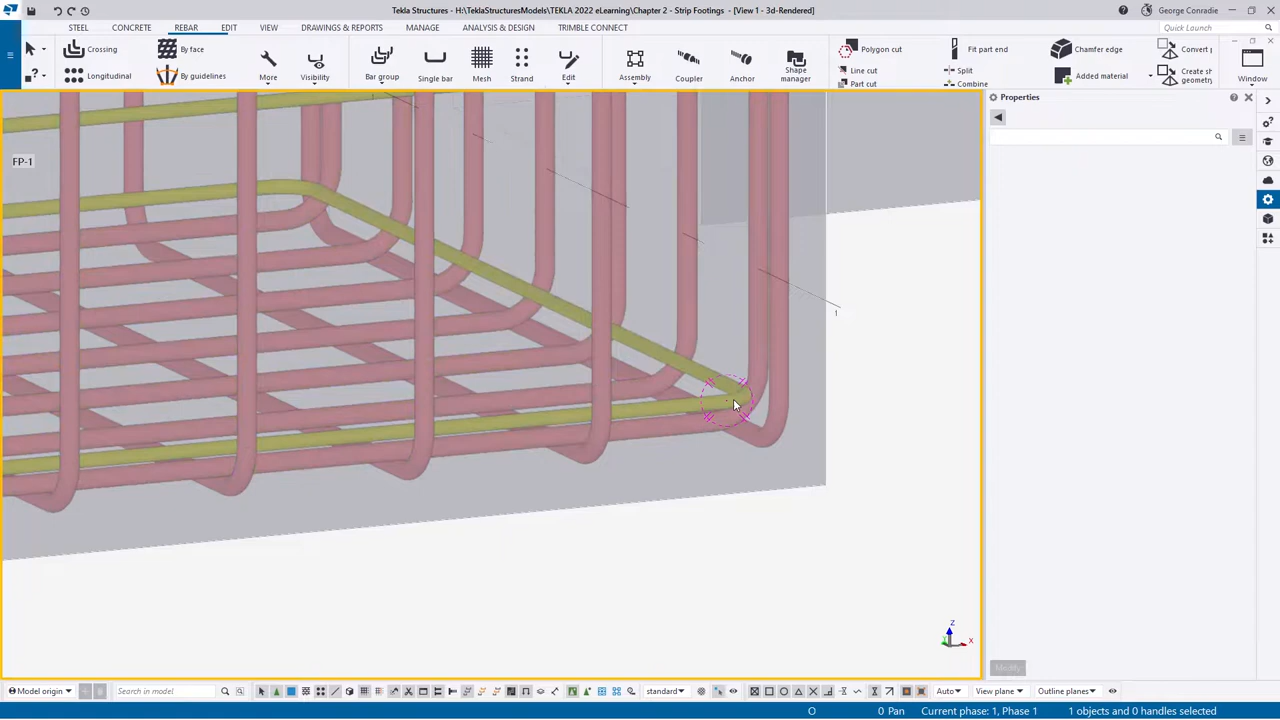 Tekla Structures - H:\TeklaStructuresModels\TEKLA 2022 eLearning\Chapter 2 - Strip Footings - [View 1 - 3d-Rendered]
George Conradie
STEEL CONCRETE REBAR EDIT VIEW DRAWINGS & REPORTS MANAGE ANALYSIS & DESIGN TRIMBLE CONNECT
Quick Launch
Crossing By face
Longitudinal By guidelines
More Visibility Bar group Single bar Mesh Strand Edit Assembly Coupler Anchor Shape manager
Polygon cut Fit part end Chamfer edge Convert
Line cut Split Added material Create sh geometry
Part cut Combine
Window
Properties
FP-1
1
1
Z
X
Modify
Model origin Search in model standard Auto View plane Outline planes
O 0 Pan Current phase: 1, Phase 1 1 objects and 0 handles selected